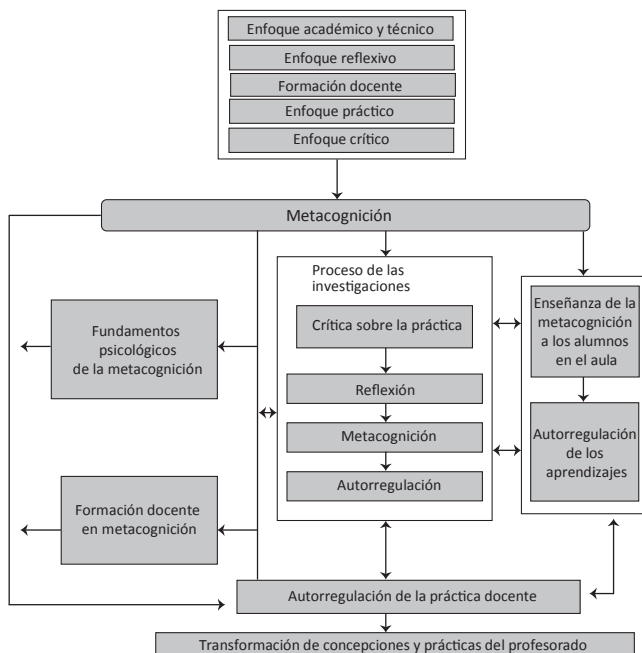 Enfoque académico y técnico
Enfoque reflexivo
Formación docente
Enfoque práctico
Enfoque crítico
Metacognición
Fundamentos
psicológicos
de la metacognición
Formación docente
en metacognición
Proceso de las
investigaciones
Crítica sobre la práctica
Reflexión
Metacognición
Autorregulación
Enseñanza de la
metacognición
a los alumnos
en el aula
Autorregulación
de los
aprendizajes
Autorregulación de la práctica docente
Transformación de concepciones y prácticas del profesorado